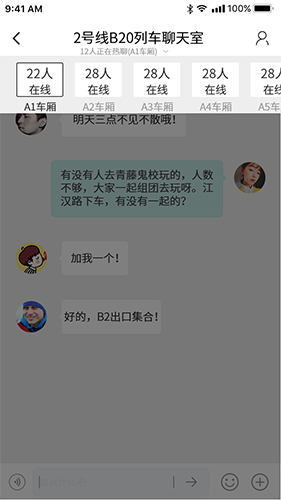 9:41 AM
100%
2号线B20列车聊天室
12人正在热聊(A1车厢)
22人 28人 28人 28人 28人
在线 在线 在线 在线 在线
A1车厢 A2车厢 A3车厢 A4车厢 A5车
明天三点不见不散哦！
有没有人去青藤鬼校玩的，人数
不够，大家一起组团去玩呀。江
汉路下车，有没有一起的？
加我一个！
好的，B2出口集合！